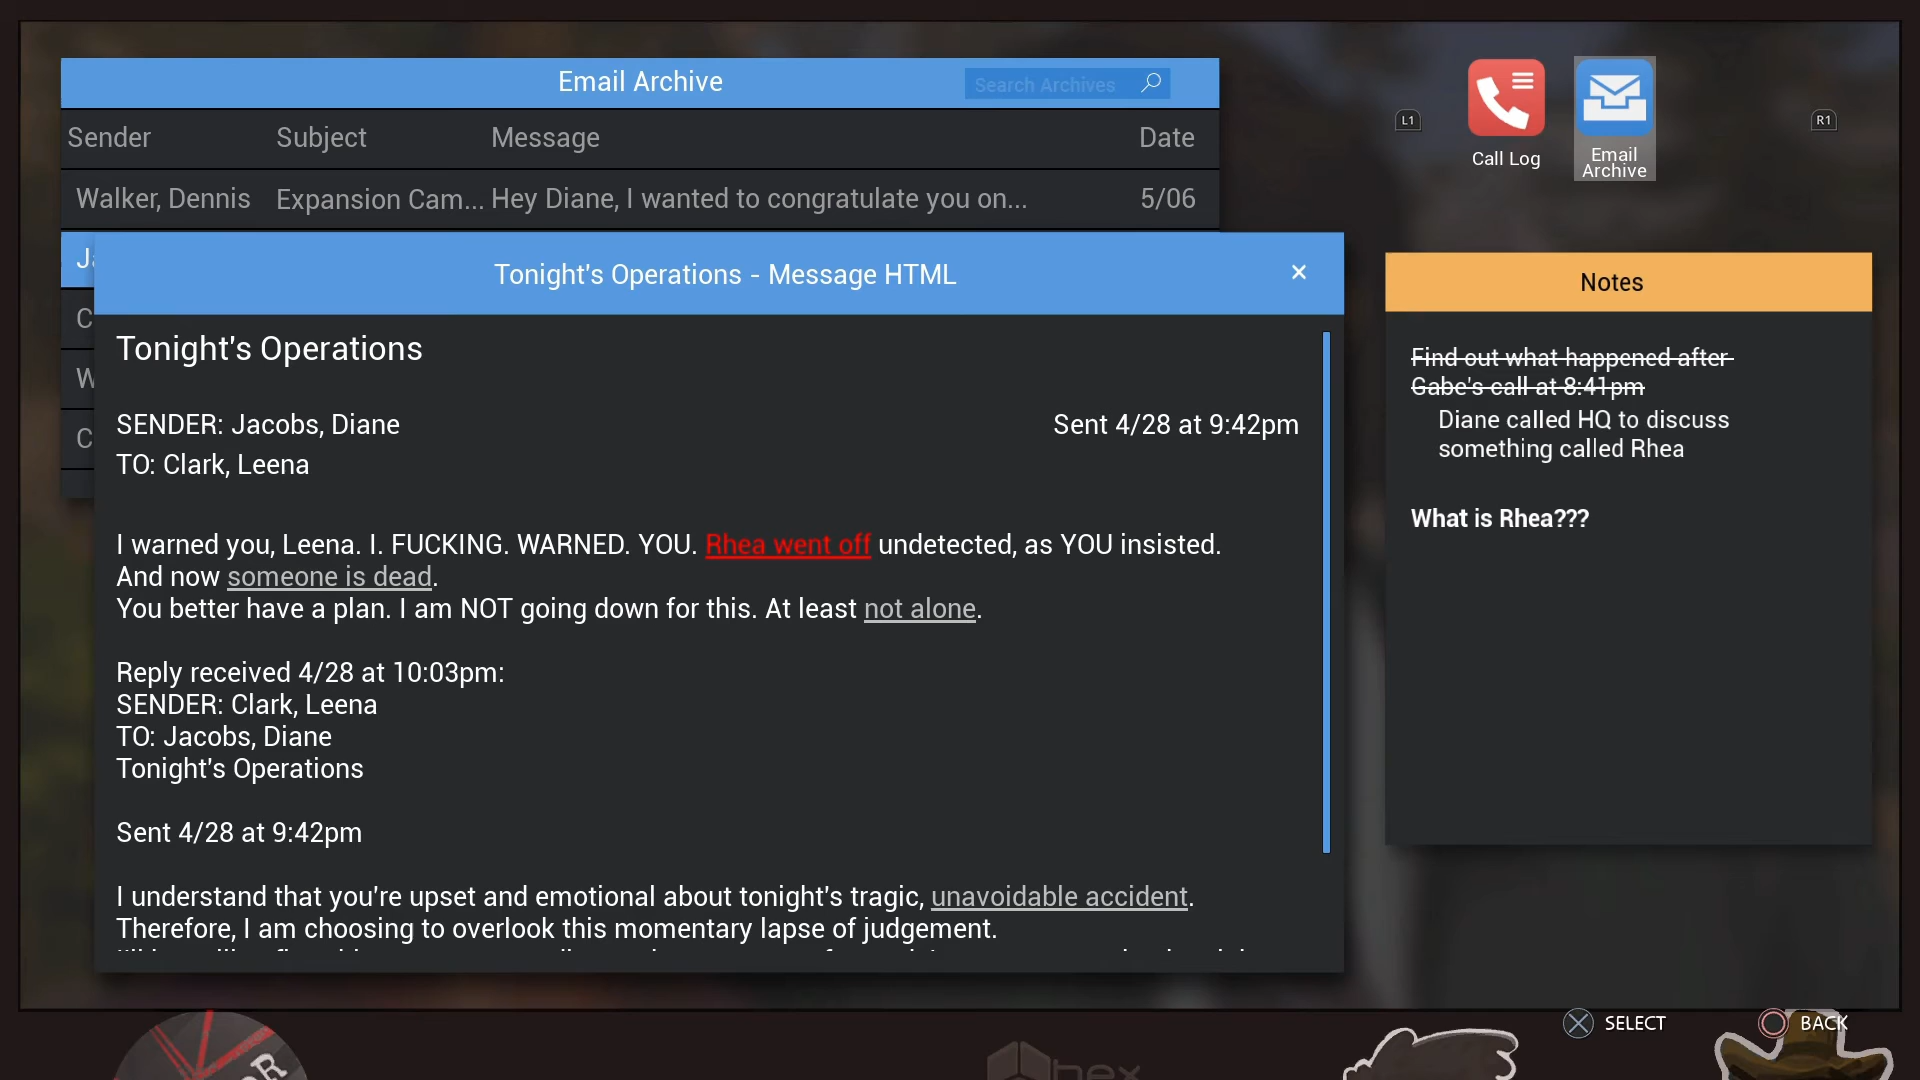 Email Archive
Search Archives
Sender Subject Message Date
Walker, Dennis Expansion Cam... Hey Diane, I wanted to congratulate you on... 5/06
Tonight's Operations - Message HTML
Tonight's Operations
SENDER: Jacobs, Diane
Sent 4/28 at 9:42pm
TO: Clark, Leena
I warned you, Leena. I. FUCKING. WARNED. YOU. Rhea went off undetected, as YOU insisted.
And now someone is dead.
You better have a plan. I am NOT going down for this. At least not alone.
Reply received 4/28 at 10:03pm:
SENDER: Clark, Leena
TO: Jacobs, Diane
Tonight's Operations
Sent 4/28 at 9:42pm
I understand that you're upset and emotional about tonight's tragic, unavoidable accident.
Therefore, I am choosing to overlook this momentary lapse of judgement.
L1
Call Log
Email
Archive
R1
Notes
Find out what happened after
Gabe's call at 8:41pm
Diane called HQ to discuss
something called Rhea
What is Rhea???
SELECT
BACK
hex